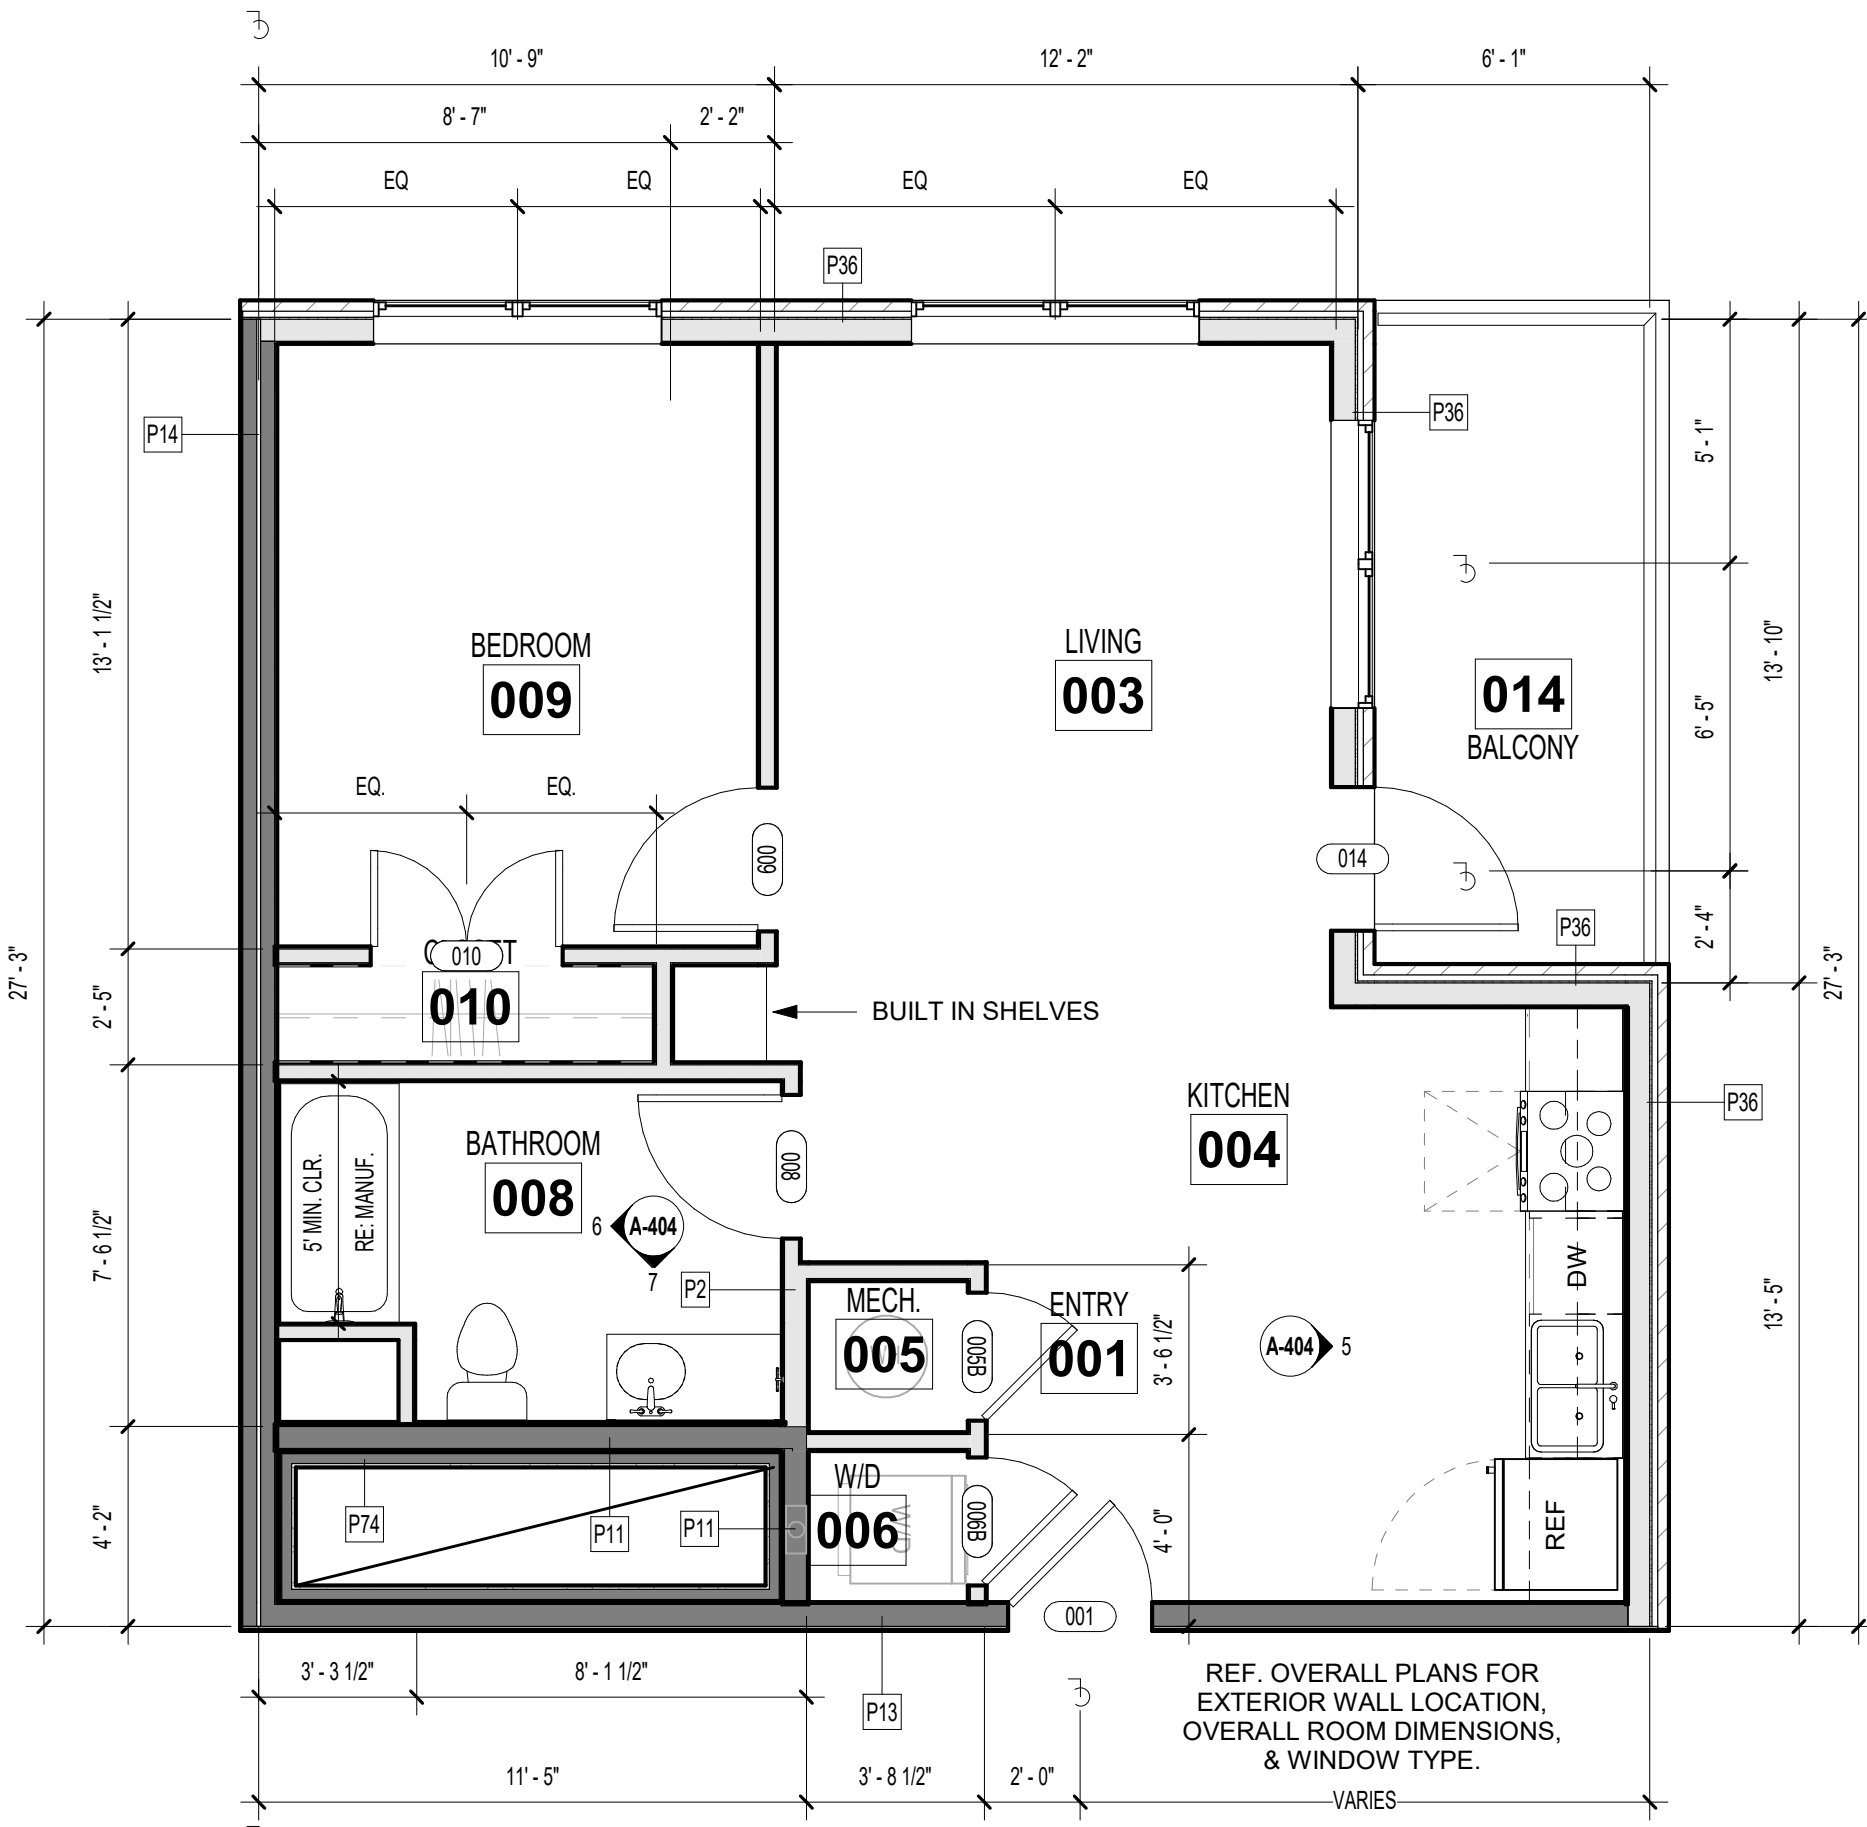 10' - 9"
12' - 2"
6' - 1"
8' - 7"
2' - 2"
EQ
EQ
EQ
EQ
P36
P14
P36
5' - 1"
13' - 1 1/2"
13' - 10"
BEDROOM
009
LIVING
003
014
BALCONY
6' - 5"
EQ.
EQ.
009
014
P36
2' - 4"
27' - 3"
27' - 3"
010
010
2' - 5"
BUILT IN SHELVES
KITCHEN
004
P36
BATHROOM
008
008
5' MIN. CLR.
RE: MANUF.
6
A-404
7
7' - 6 1/2"
P2
MECH.
005
005B
ENTRY
001
3' - 6 1/2"
A-404
5
DW
13' - 5"
W/D
006
W/D
006B
P74
P11
P11
4' - 2"
4' - 0"
REF
001
3' - 3 1/2"
8' - 1 1/2"
P13
REF. OVERALL PLANS FOR
EXTERIOR WALL LOCATION,
OVERALL ROOM DIMENSIONS,
& WINDOW TYPE.
11' - 5"
3' - 8 1/2"
2' - 0"
VARIES